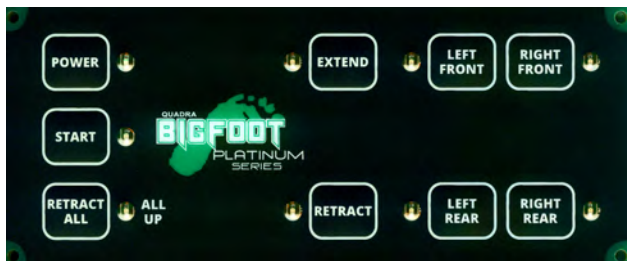 POWER
EXTEND
LEFT
FRONT
RIGHT
FRONT
START
QUADRA
BIGFOOT
PLATINUM
SERIES
RETRACT
ALL
ALL
UP
RETRACT
LEFT
REAR
RIGHT
REAR